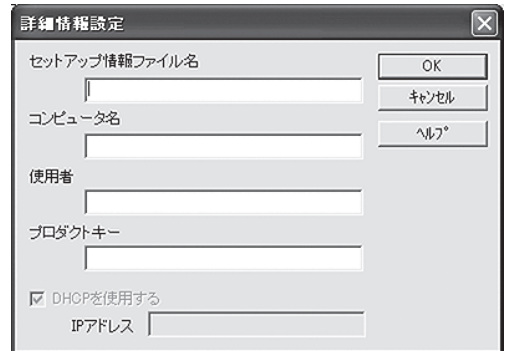 詳細情報設定
セットアップ情報ファイル名
OK
キャンセル
コンピュータ名
ヘルプ
使用者
プロダクトキー
DHCPを使用する
IPアドレス